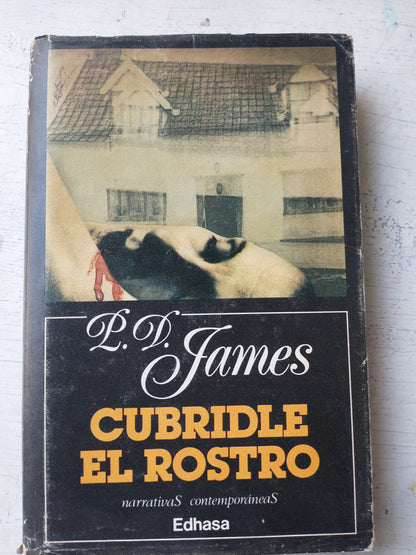 P. D. James
CUBRIDLE
EL ROSTRO
narrativaS contemporáneaS
Edhasa